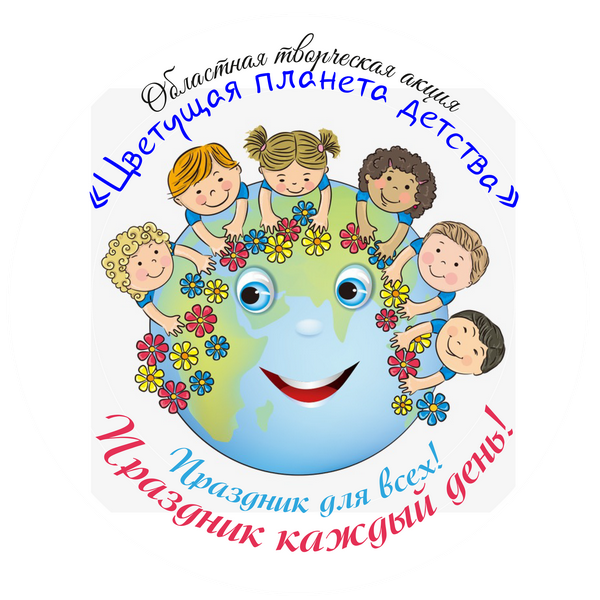 Областная творческая акция
«Цветущая планета детства»
Праздник для всех!
Праздник каждый день!